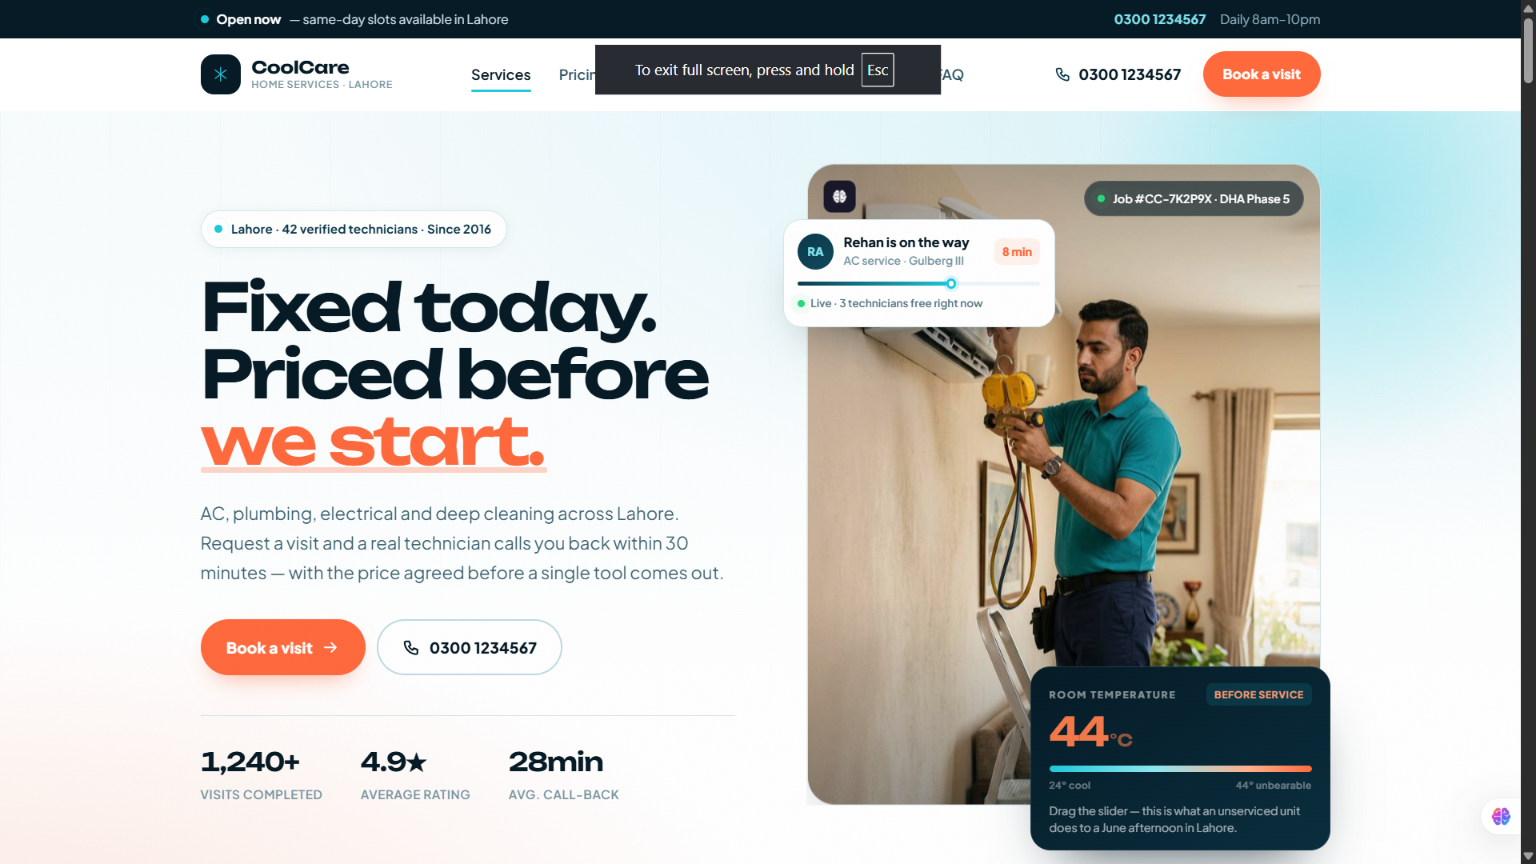 Open now — same-day slots available in Lahore
0300 1234567 Daily 8am–10pm
CoolCare
HOME SERVICES · LAHORE
Services
To exit full screen, press and hold Esc
0300 1234567
Book a visit
Lahore · 42 verified technicians · Since 2016
Fixed today.
Priced before
we start.
AC, plumbing, electrical and deep cleaning across Lahore.
Request a visit and a real technician calls you back within 30
minutes — with the price agreed before a single tool comes out.
Book a visit →
0300 1234567
1,240+
VISITS COMPLETED
4.9★
AVERAGE RATING
28min
AVG. CALL-BACK
Job #CC-7K2P9X · DHA Phase 5
RA
Rehan is on the way
AC service · Gulberg III
8 min
Live · 3 technicians free right now
ROOM TEMPERATURE
BEFORE SERVICE
44°C
24° cool
44° unbearable
Drag the slider — this is what an unserviced unit
does to a June afternoon in Lahore.